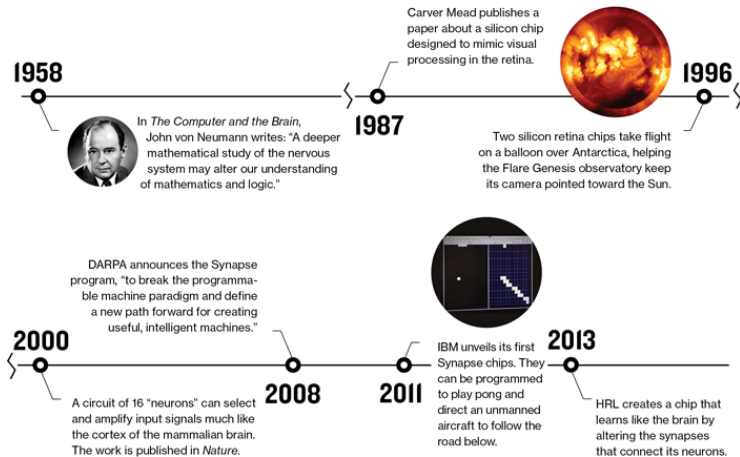 Carver Mead publishes a
paper about a silicon chip
designed to mimic visual
processing in the retina.
1958
1987
1996
In The Computer and the Brain,
John von Neumann writes: “A deeper
mathematical study of the nervous
system may alter our understanding
of mathematics and logic.”
Two silicon retina chips take flight
on a balloon over Antarctica, helping
the Flare Genesis observatory keep
its camera pointed toward the Sun.
DARPA announces the Synapse
program, “to break the programma-
ble machine paradigm and define
a new path forward for creating
useful, intelligent machines.”
2000
2008
2011
2013
A circuit of 16 “neurons” can select
and amplify input signals much like
the cortex of the mammalian brain.
The work is published in Nature.
IBM unveils its first
Synapse chips. They
can be programmed
to play pong and
direct an unmanned
aircraft to follow the
road below.
HRL creates a chip that
learns like the brain by
altering the synapses
that connect its neurons.